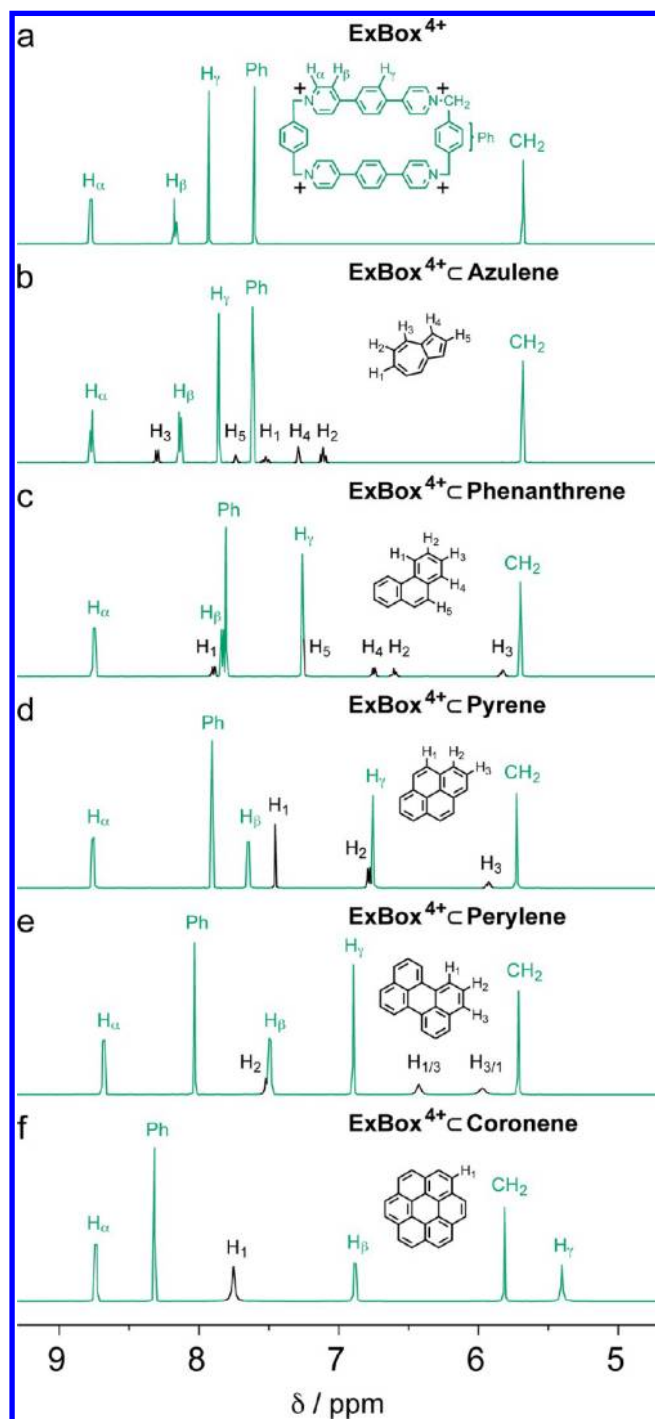 a
ExBox⁴⁺
Hα Hβ Hγ Ph CH₂
Hα Hβ Hγ
+ N N + CH₂
Ph
+ N N +
b
ExBox⁴⁺⊂Azulene
Hα H₃ Hβ Hγ Ph H₅ H₁ H₄ H₂ CH₂
H₃ H₄
H₂ H₅
H₁
c
ExBox⁴⁺⊂Phenanthrene
Hα H₁ Hβ Ph Hγ H₅ H₄ H₂ H₃ CH₂
H₂
H₁ H₃
H₄
H₅
d
ExBox⁴⁺⊂Pyrene
Hα Ph Hβ H₁ H₂ Hγ H₃ CH₂
H₁ H₂
H₃
e
ExBox⁴⁺⊂Perylene
Hα Ph H₂ Hβ Hγ H₁/₃ H₃/₁ CH₂
H₁
H₂
H₃
f
ExBox⁴⁺⊂Coronene
Hα Ph H₁ Hβ CH₂ Hγ
H₁
9 8 7 6 5
δ / ppm